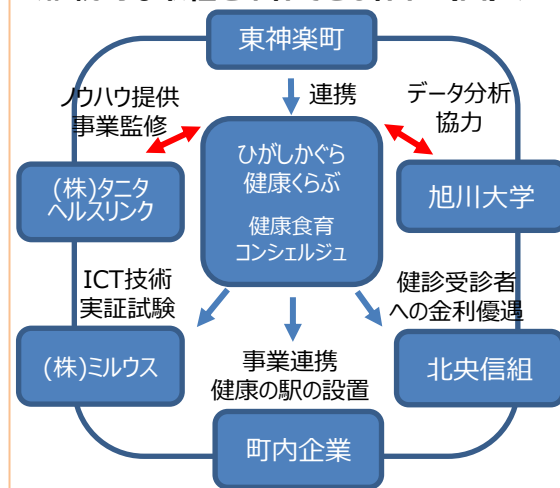 東神楽町
ノウハウ提供
事業監修
連携
データ分析
協力
ひがしかぐら
健康くらぶ
健康食育
コンシェルジュ
(株)タニタ
ヘルスリンク
旭川大学
ICT技術
実証試験
健診受診者
への金利優遇
(株)ミルウス
事業連携
健康の駅の設置
北央信組
町内企業